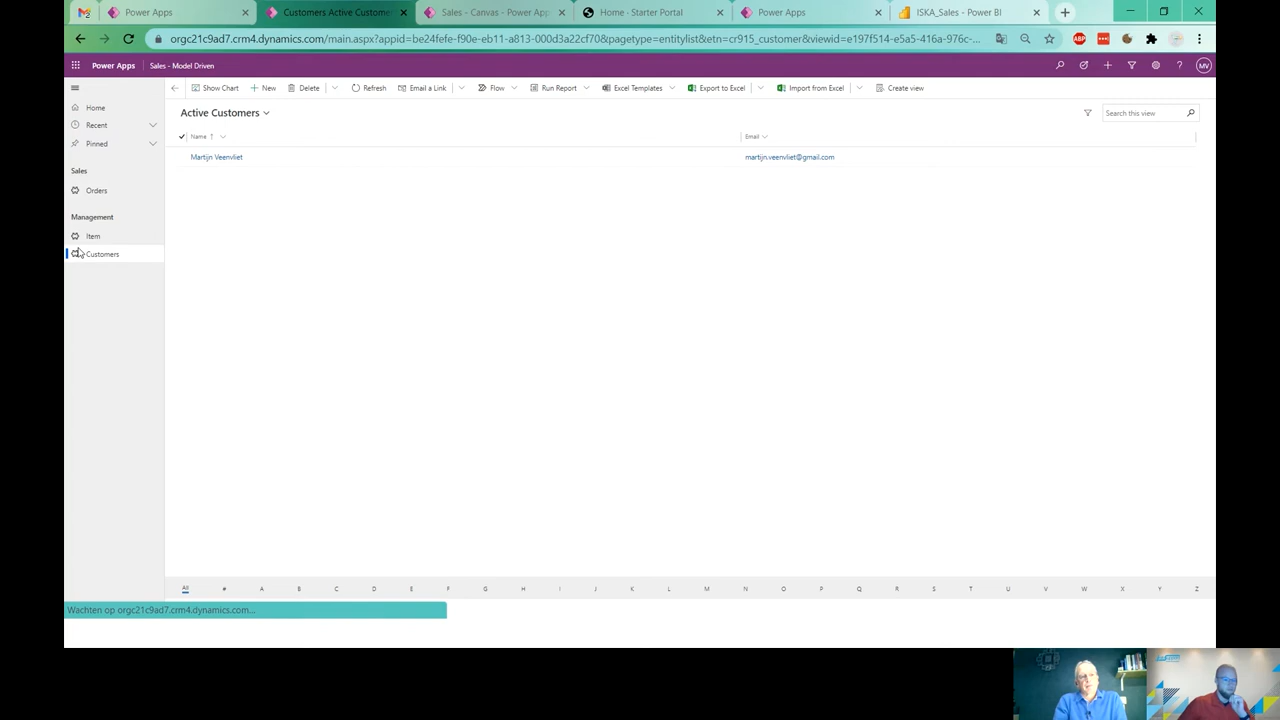 Power Apps
Customers Active Customer
Sales - Canvas - Power App
Home - Starter Portal
Power Apps
ISKA_Sales - Power BI
orgc21c9ad7.crm4.dynamics.com/main.aspx?appid=be24fefe-f90e-eb11-a813-000d3a22cf70&pagetype=entitylist&etn=cr915_customer&viewid=e197f514-e5a5-416a-976c-...
ABP
Power Apps
Sales - Model Driven
MV
Show Chart
New
Delete
Refresh
Email a Link
Flow
Run Report
Excel Templates
Export to Excel
Import from Excel
Create view
Home
Recent
Pinned
Sales
Orders
Management
Item
Customers
Active Customers
Search this view
Name
Email
Martijn Veenvliet
martijn.veenvliet@gmail.com
All # A B C D E F G H I J K L M N O P Q R S T U V W X Y Z
Wachten op orgc21c9ad7.crm4.dynamics.com...